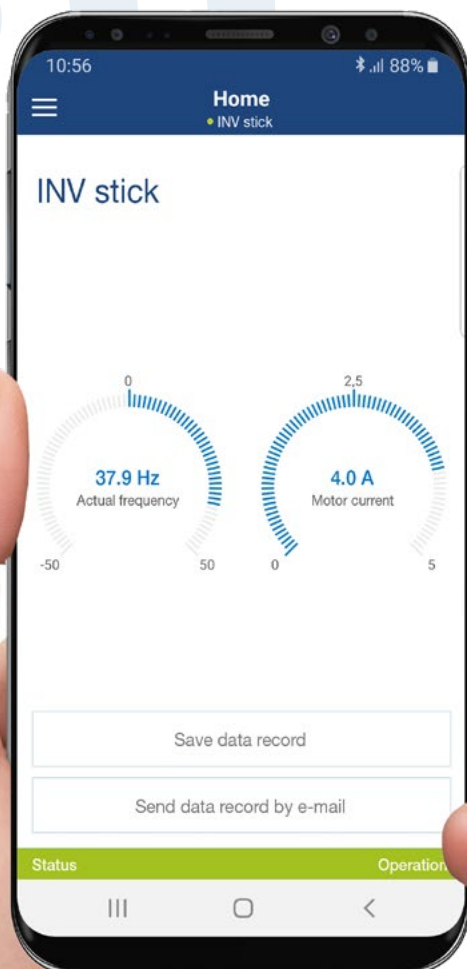 10:56
88%
Home
INV stick
INV stick
0
37.9 Hz
Actual frequency
-50
50
2,5
4.0 A
Motor current
0
5
Save data record
Send data record by e-mail
Status Operation